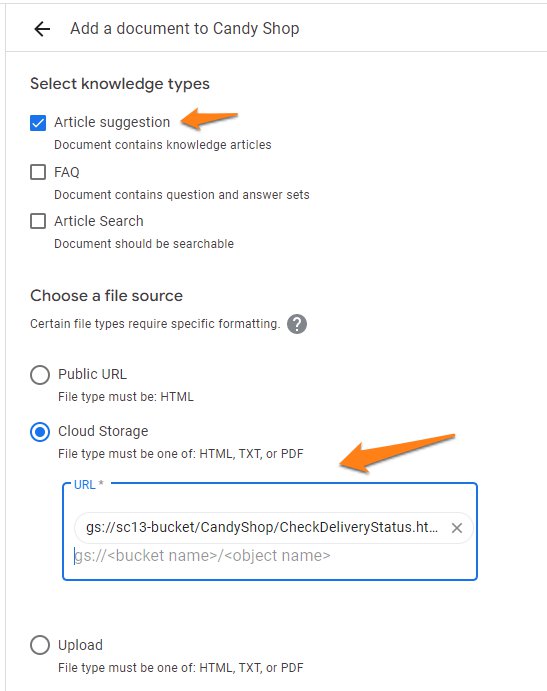 Add a document to Candy Shop
Select knowledge types
Article suggestion
Document contains knowledge articles
FAQ
Document contains question and answer sets
Article Search
Document should be searchable
Choose a file source
Certain file types require specific formatting. ?
Public URL
File type must be: HTML
Cloud Storage
File type must be one of: HTML, TXT, or PDF
URL *
gs://sc13-bucket/CandyShop/CheckDeliveryStatus.ht...
gs://<bucket name>/<object name>
Upload
File type must be one of: HTML, TXT, or PDF